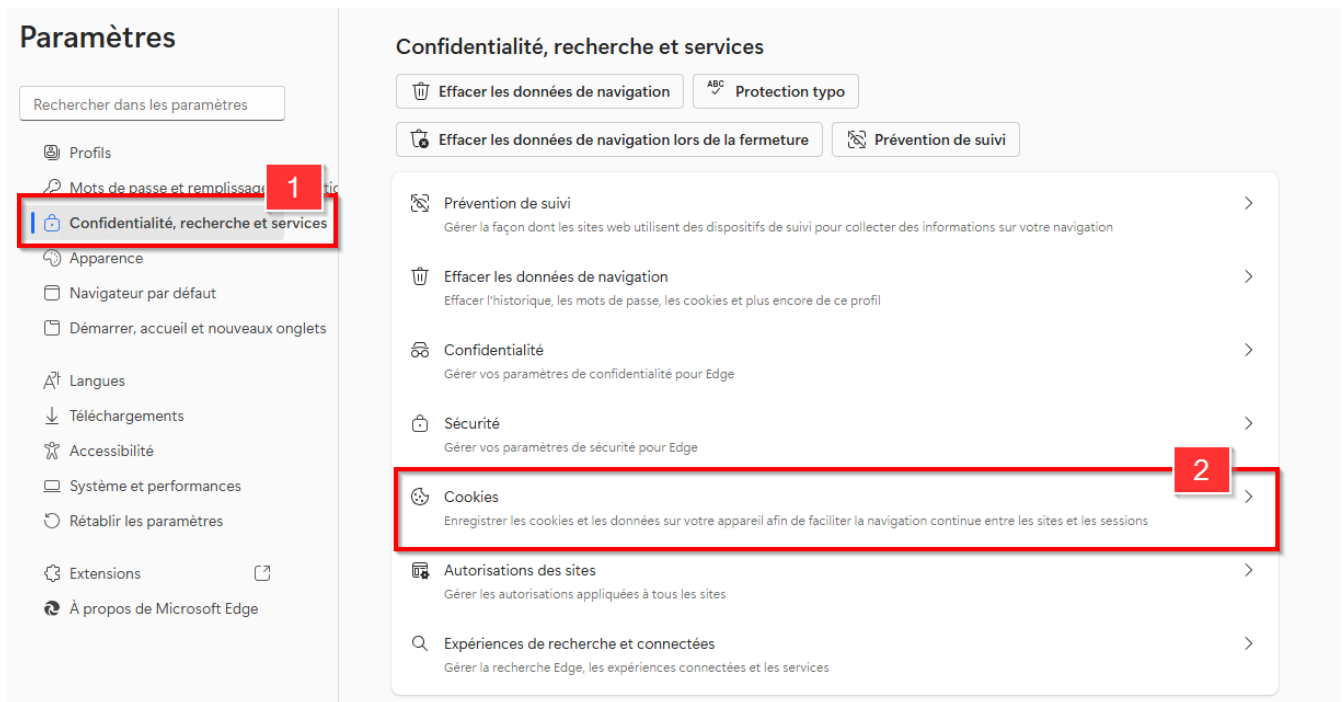 Paramètres
Rechercher dans les paramètres
Profils
Mots de passe et remplissage
1
Confidentialité, recherche et services
Apparence
Navigateur par défaut
Démarrer, accueil et nouveaux onglets
Langues
Téléchargements
Accessibilité
Système et performances
Rétablir les paramètres
Extensions
À propos de Microsoft Edge
Confidentialité, recherche et services
Effacer les données de navigation
ABC Protection typo
Effacer les données de navigation lors de la fermeture
Prévention de suivi
Prévention de suivi
Gérer la façon dont les sites web utilisent des dispositifs de suivi pour collecter des informations sur votre navigation
Effacer les données de navigation
Effacer l'historique, les mots de passe, les cookies et plus encore de ce profil
Confidentialité
Gérer vos paramètres de confidentialité pour Edge
Sécurité
Gérer vos paramètres de sécurité pour Edge
2
Cookies
Enregistrer les cookies et les données sur votre appareil afin de faciliter la navigation continue entre les sites et les sessions
Autorisations des sites
Gérer les autorisations appliquées à tous les sites
Expériences de recherche et connectées
Gérer la recherche Edge, les expériences connectées et les services